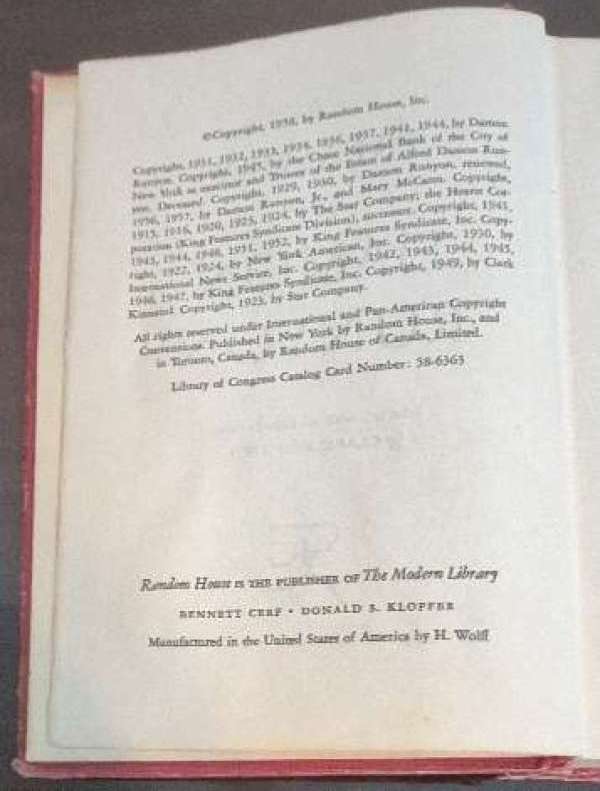 ©Copyright, 1958, by Random House, Inc.
Copyright, 1931, 1932, 1933, 1934, 1936, 1937, 1941, 1944, by Damon
Runyon. Copyright, 1947, by the Chase National Bank of the City of
New York as executor and Trustee of the Estate of Alfred Damon Run-
yon, Deceased. Copyright, 1929, 1930, by Damon Runyon, renewed,
1956, 1957, by Damon Runyon, Jr., and Mary McCann. Copyright,
1915, 1916, 1920, 1923, 1924, by The Star Company; the Hearst Cor-
poration (King Features Syndicate Division), successor. Copyright, 1941,
1943, 1944, 1946, 1951, 1952, by King Features Syndicate, Inc. Copy-
right, 1922, 1924, by New York American, Inc. Copyright, 1930, by
International News Service, Inc. Copyright, 1942, 1943, 1944, 1945,
1946, 1947, by King Features Syndicate, Inc. Copyright, 1949, by Clark
Kinnaird. Copyright, 1923, by Star Company.
All rights reserved under International and Pan-American Copyright
Conventions. Published in New York by Random House, Inc., and
in Toronto, Canada, by Random House of Canada, Limited.
Library of Congress Catalog Card Number: 58-6363
Random House IS THE PUBLISHER OF The Modern Library
BENNETT CERF · DONALD S. KLOPFER
Manufactured in the United States of America by H. Wolff